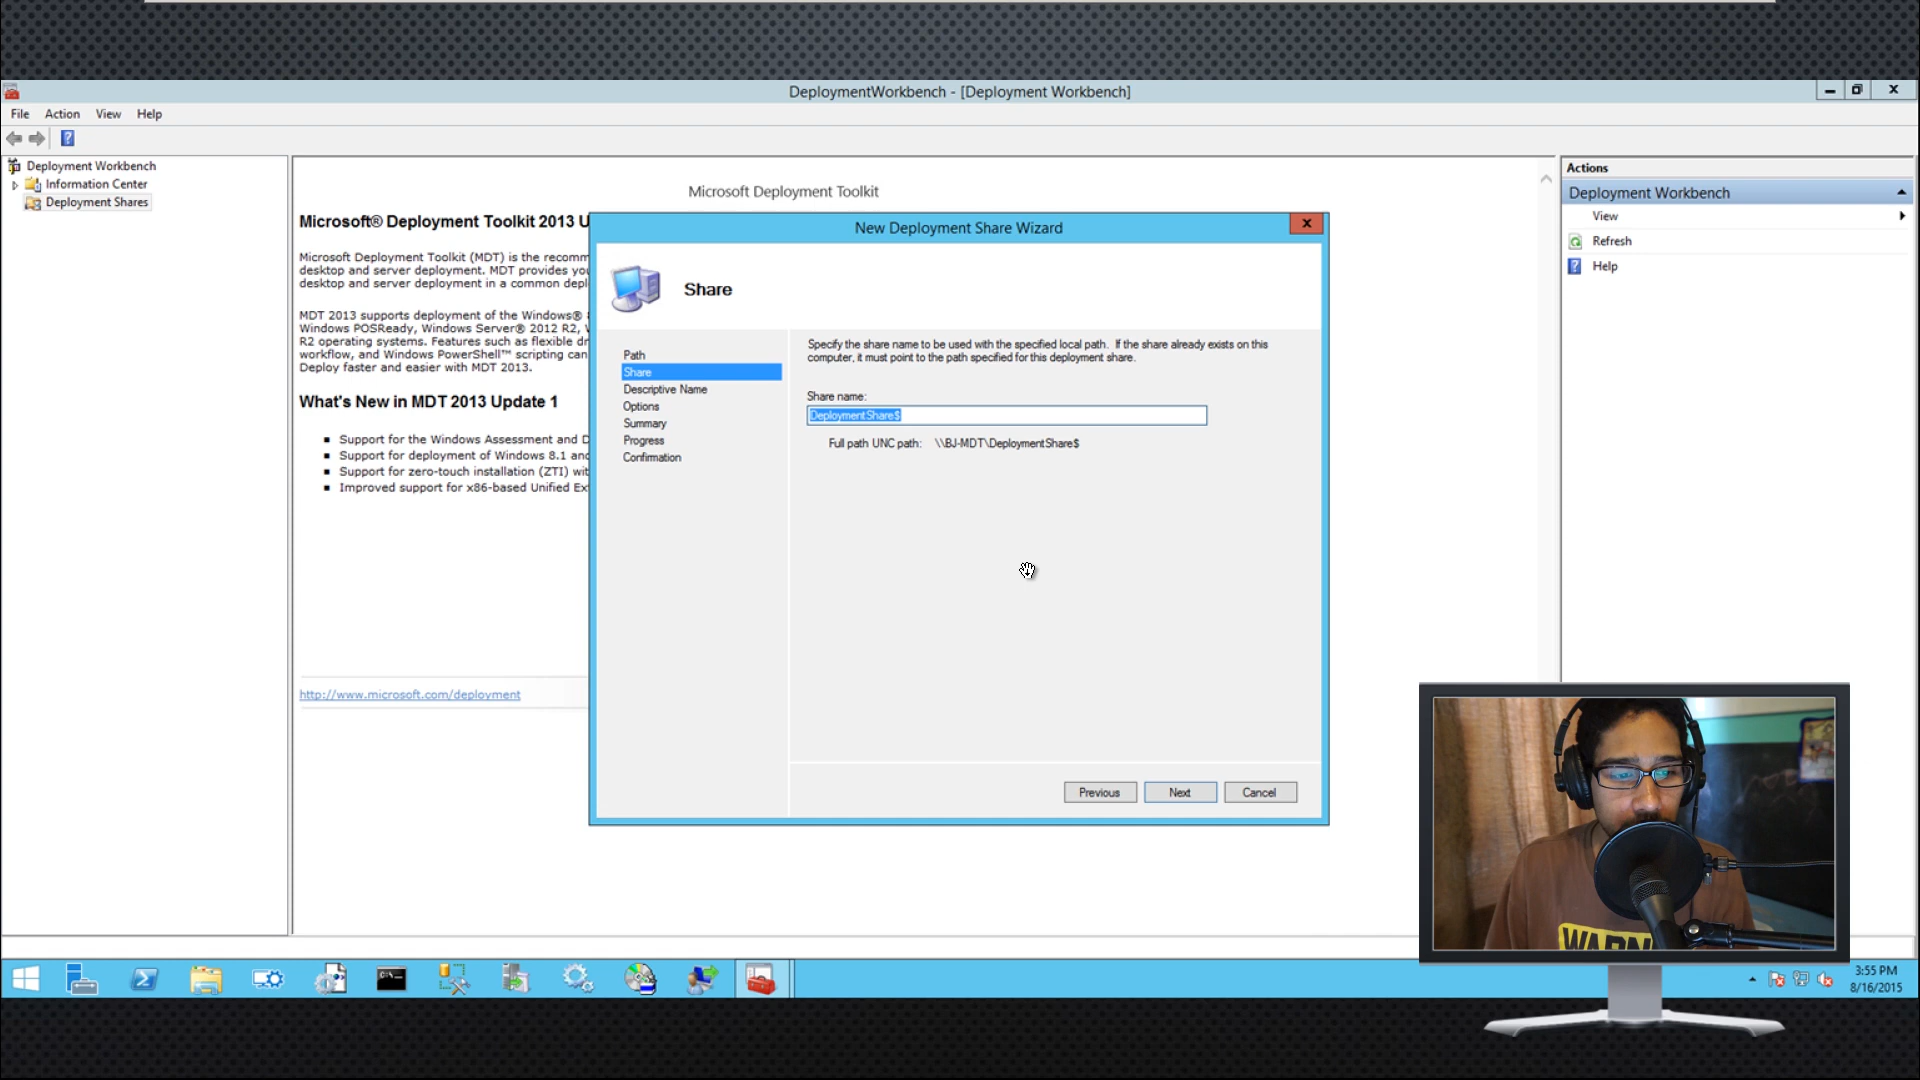 DeploymentWorkbench - [Deployment Workbench]
File Action View Help
Deployment Workbench
Information Center
Deployment Shares
Microsoft Deployment Toolkit
Microsoft® Deployment Toolkit 2013 U
Microsoft Deployment Toolkit (MDT) is the recomm
desktop and server deployment. MDT provides you
desktop and server deployment in a common depl
MDT 2013 supports deployment of the Windows®
Windows POSReady, Windows Server® 2012 R2,
R2 operating systems. Features such as flexible dr
workflow, and Windows PowerShell™ scripting can
Deploy faster and easier with MDT 2013.
What's New in MDT 2013 Update 1
Support for the Windows Assessment and D
Support for deployment of Windows 8.1 and
Support for zero-touch installation (ZTI) wit
Improved support for x86-based Unified Ex
http://www.microsoft.com/deployment
New Deployment Share Wizard
Share
Path
Share
Descriptive Name
Options
Summary
Progress
Confirmation
Specify the share name to be used with the specified local path. If the share already exists on this
computer, it must point to the path specified for this deployment share.
Share name:
DeploymentShare$
Full path UNC path: \\BJ-MDT\DeploymentShare$
Previous Next Cancel
Actions
Deployment Workbench
View
Refresh
Help
WARN
3:55 PM
8/16/2015